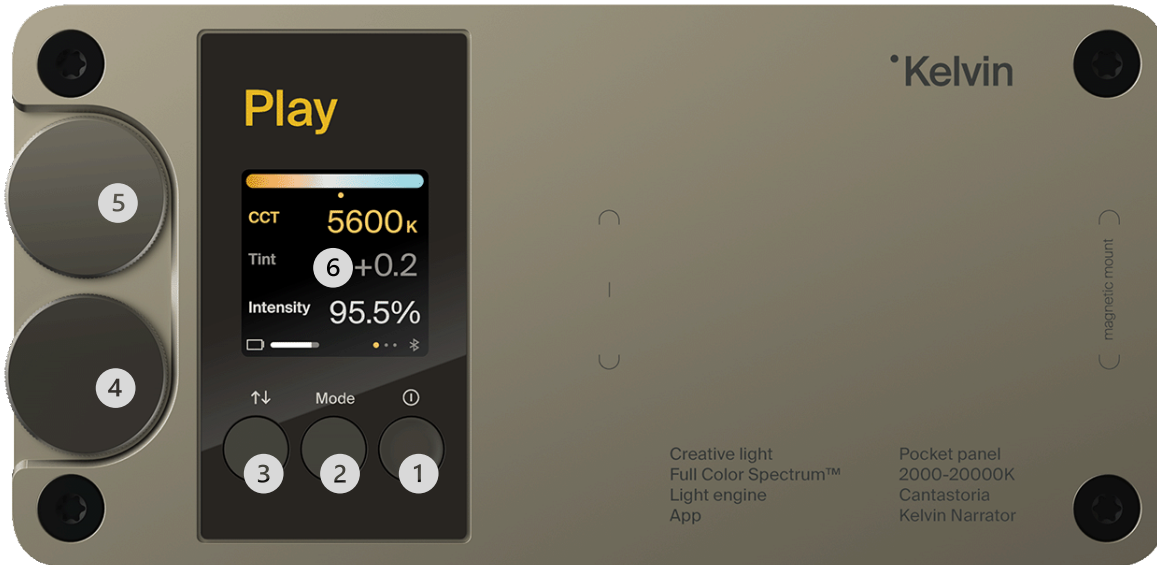 Kelvin
Play
CCT 5600K
Tint +0.2
Intensity 95.5%
↑↓ Mode
5
6
4
3
2
1
magnetic mount
Creative light
Full Color Spectrum™
Light engine
App
Pocket panel
2000-20000K
Cantastoria
Kelvin Narrator